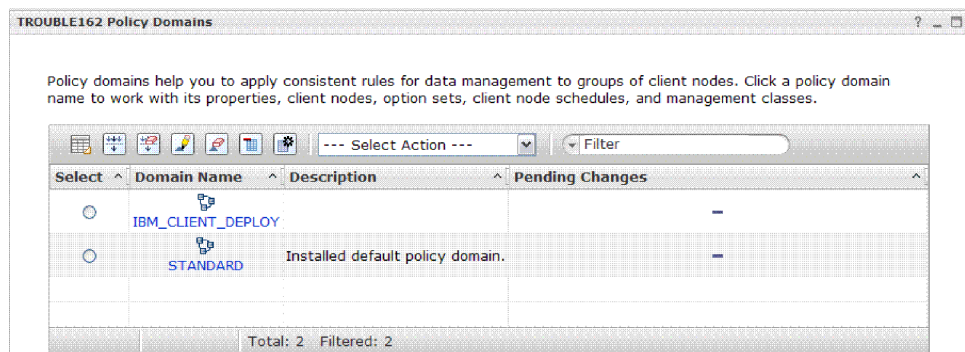 TROUBLE162 Policy Domains ?
Policy domains help you to apply consistent rules for data management to groups of client nodes. Click a policy domain
name to work with its properties, client nodes, option sets, client node schedules, and management classes.
--- Select Action --- Filter
Select Domain Name Description Pending Changes
IBM_CLIENT_DEPLOY
STANDARD Installed default policy domain.
Total: 2 Filtered: 2